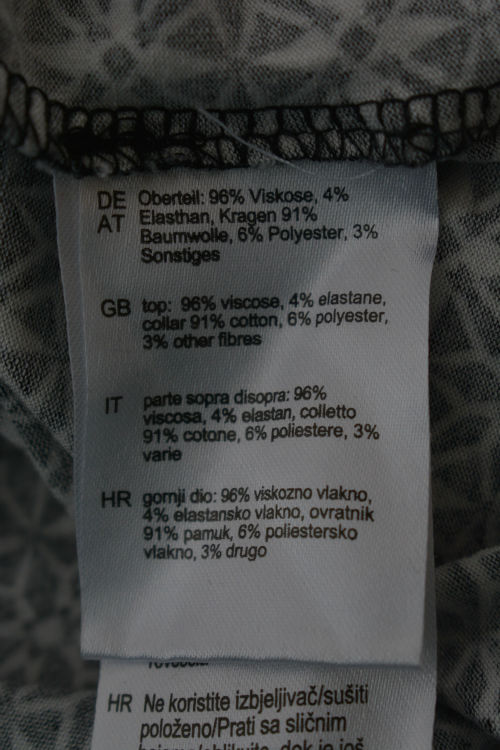 DE Oberteil: 96% Viskose, 4%
AT Elasthan, Kragen 91%
Baumwolle, 6% Polyester, 3%
Sonstiges
GB top: 96% viscose, 4% elastane,
collar 91% cotton, 6% polyester,
3% other fibres
IT parte sopra disopra: 96%
viscosa, 4% elastan, colletto
91% cotone, 6% poliestere, 3%
varie
HR gornji dio: 96% viskozno vlakno,
4% elastansko vlakno, ovratnik
91% pamuk, 6% poliestersko
vlakno, 3% drugo
HR Ne koristite izbjeljivač/sušiti
položeno/Prati sa sličnim
dok je još